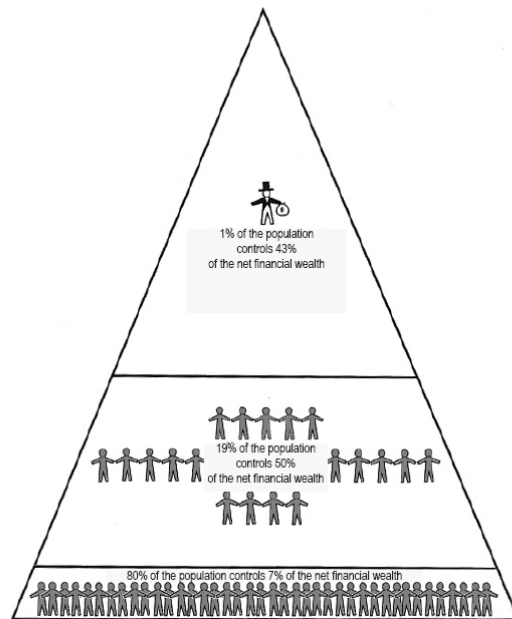 1% of the population
controls 43%
of the net financial wealth
19% of the population
controls 50%
of the net financial wealth
80% of the population controls 7% of the net financial wealth